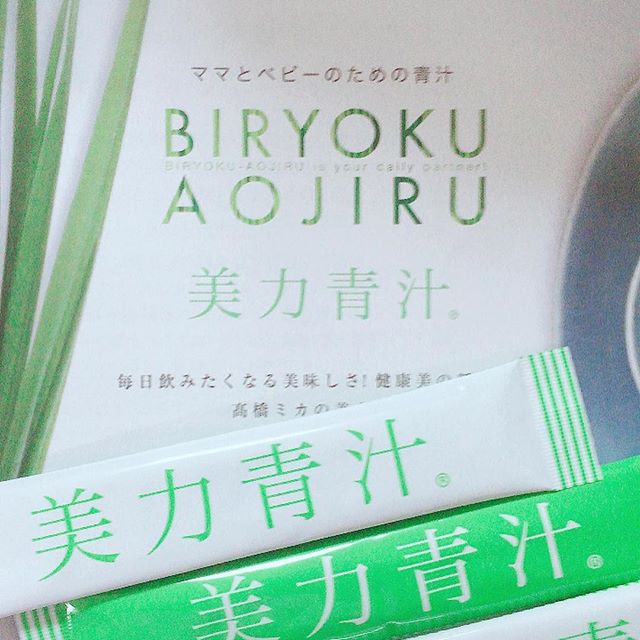 ママとベビーのための青汁
BIRYOKU
BIRYOKU-AOJIRU is your daily partner!
AOJIRU
美力青汁®
毎日飲みたくなる美味しさ!健康美の
髙橋ミカの美
美力青汁®
美力青汁®
青